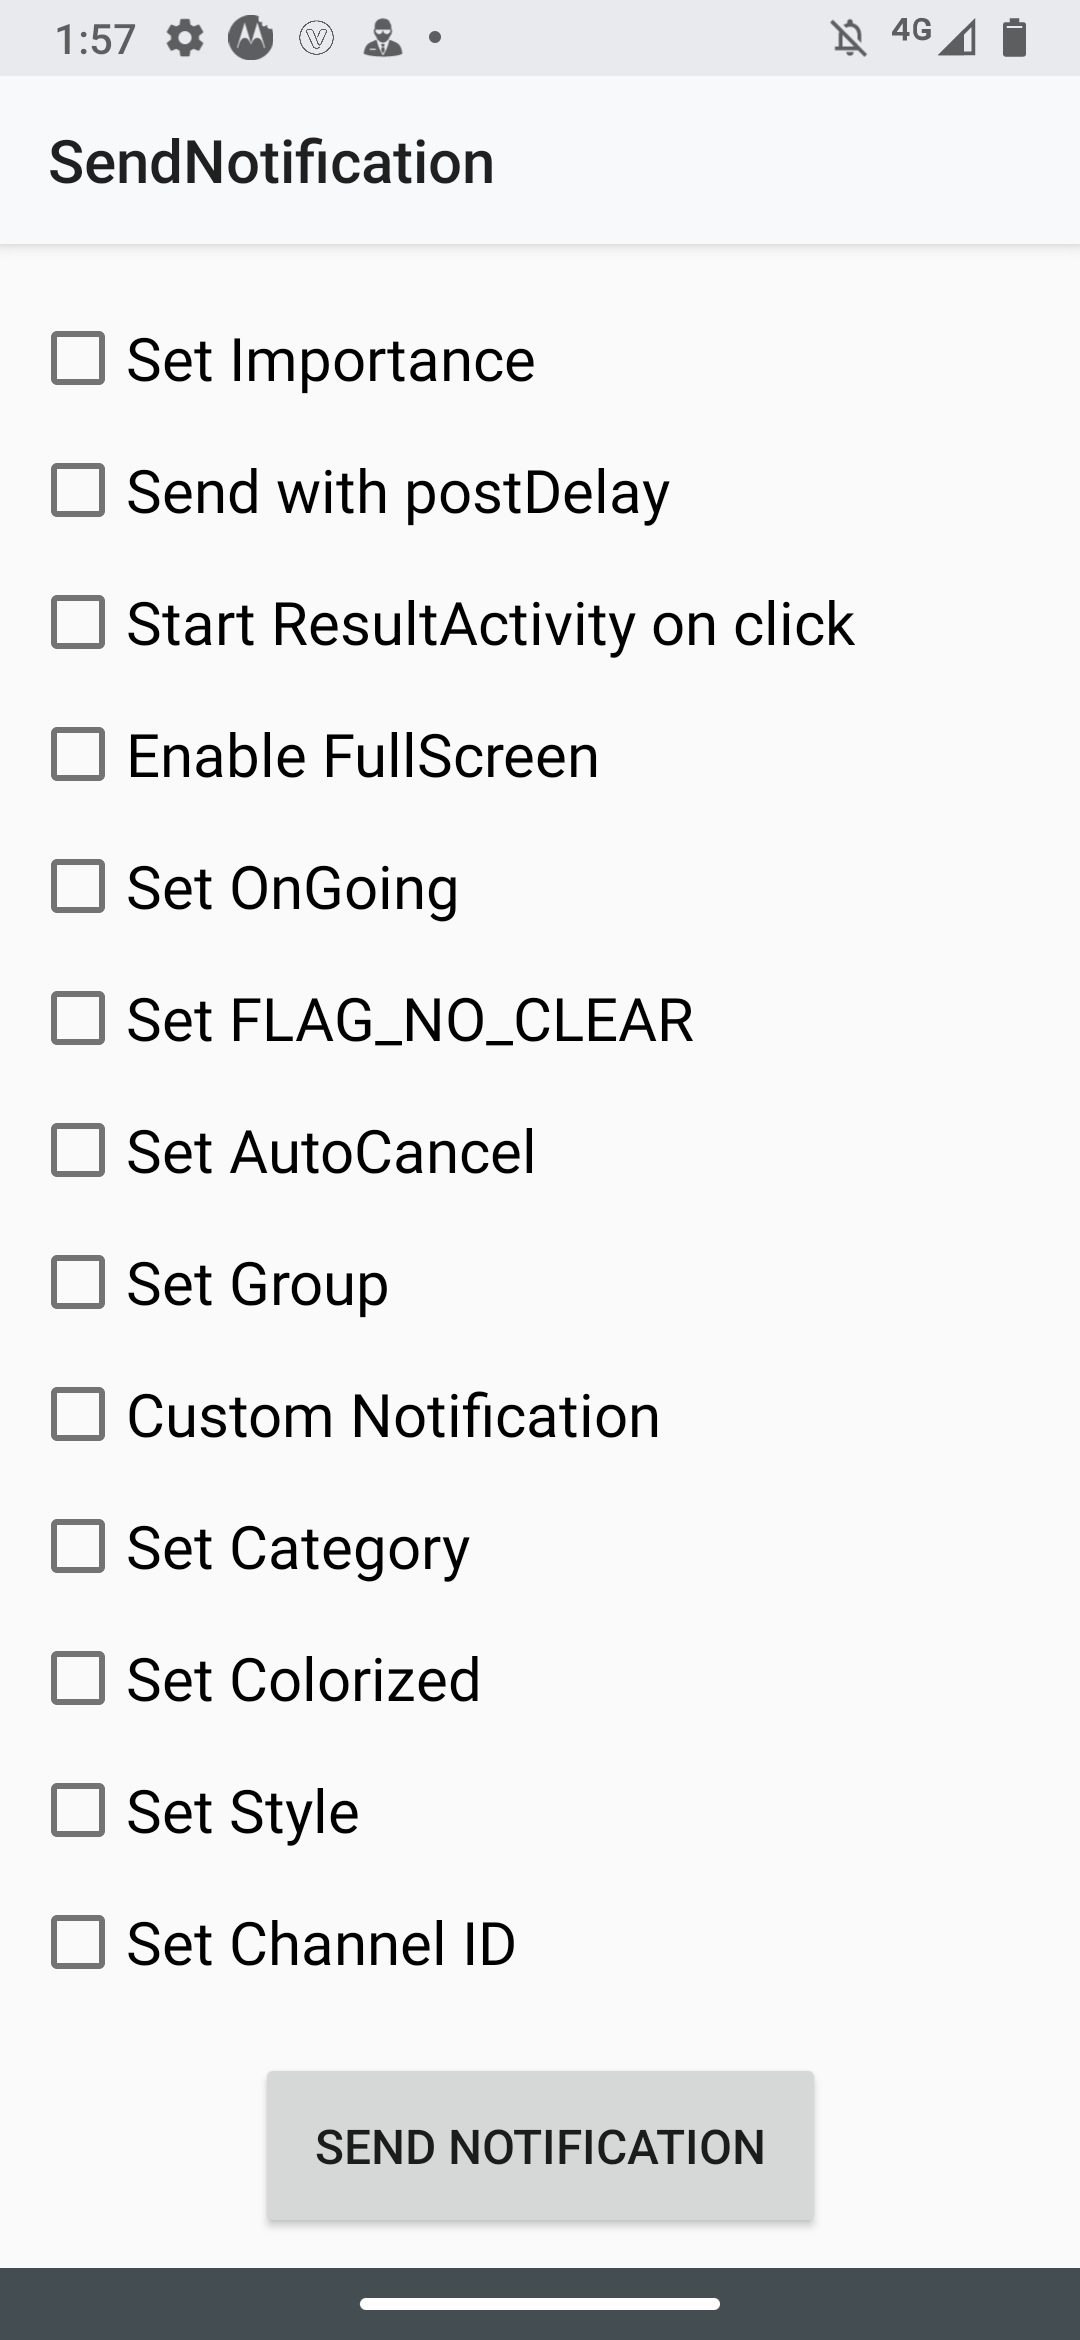 1:57 4G
SendNotification
Set Importance
Send with postDelay
Start ResultActivity on click
Enable FullScreen
Set OnGoing
Set FLAG_NO_CLEAR
Set AutoCancel
Set Group
Custom Notification
Set Category
Set Colorized
Set Style
Set Channel ID
SEND NOTIFICATION